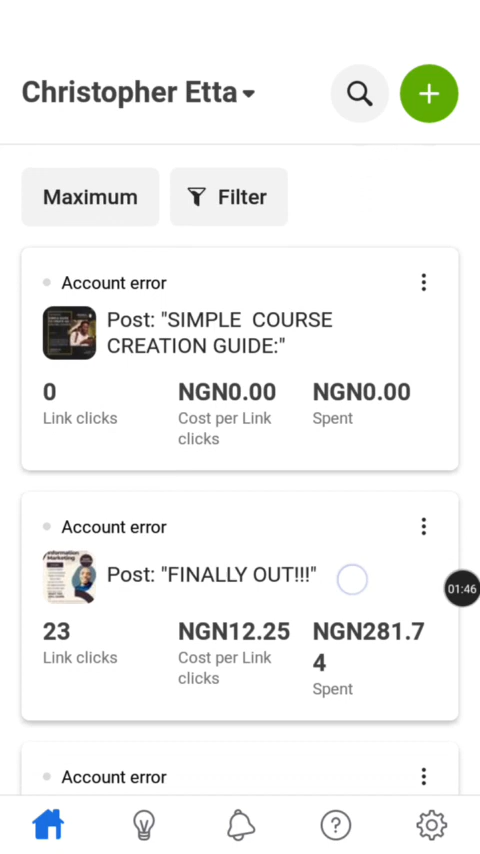 Christopher Etta
Maximum
Filter
Account error
Post: "SIMPLE COURSE
CREATION GUIDE:"
0
NGN0.00
NGN0.00
Link clicks
Cost per Link
clicks
Spent
Account error
Information
Marketing
Post: "FINALLY OUT!!!"
01:46
23
NGN12.25
NGN281.7
4
Link clicks
Cost per Link
clicks
Spent
Account error